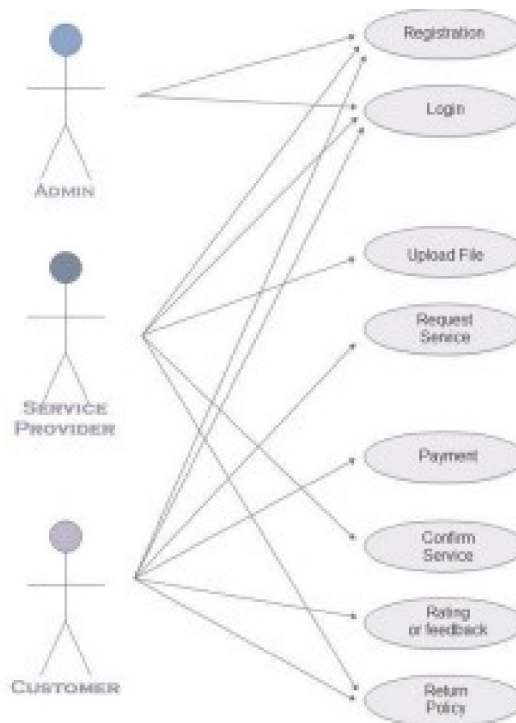 Registration
Login
ADMIN
Upload File
Request
Service
SERVICE
PROVIDER
Payment
Confirm
Service
Rating
or feedback
CUSTOMER
Return
Policy